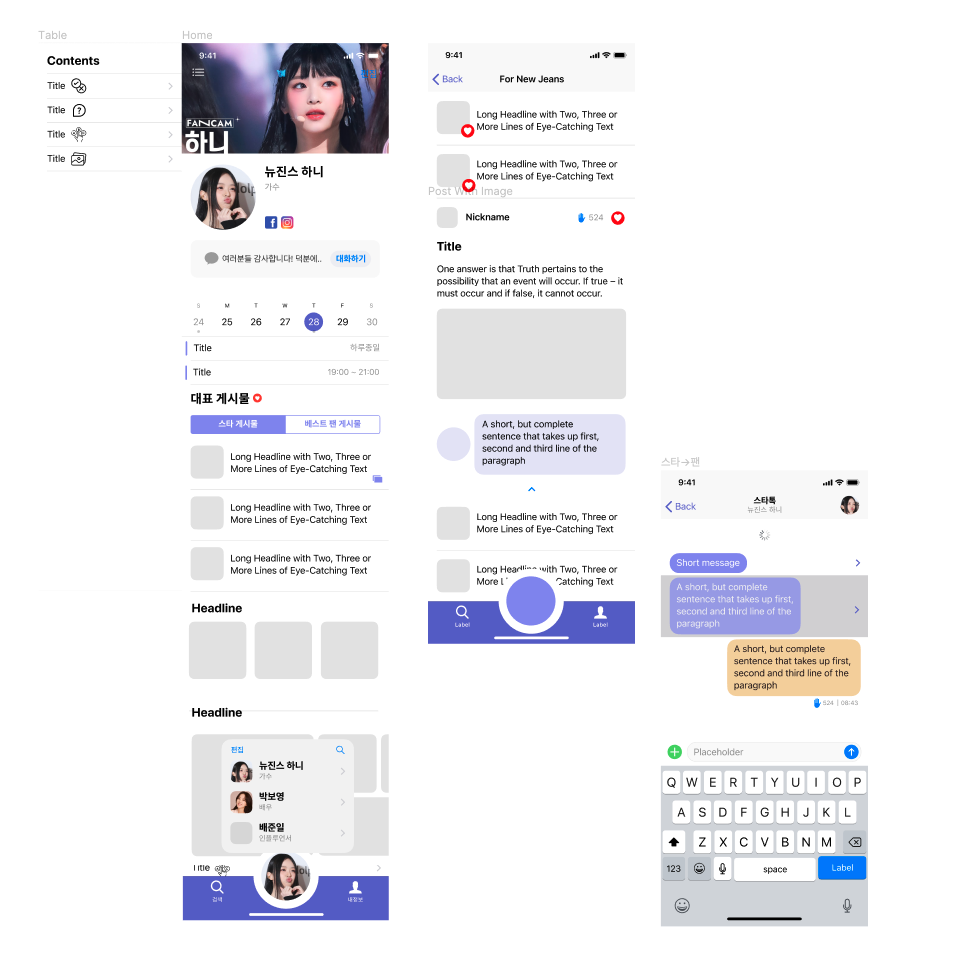 Table
Contents
Title
Title
Title
Title
Home
9:41
FANCAM
하니
뉴진스 하니
가수
여러분들 감사합니다! 덕분에..
대화하기
S M T W T F S
24 25 26 27 28 29 30
Title
하루종일
Title
19:00 ~ 21:00
대표 게시물
스타 게시물
베스트 팬 게시물
Long Headline with Two, Three or
More Lines of Eye-Catching Text
Long Headline with Two, Three or
More Lines of Eye-Catching Text
Long Headline with Two, Three or
More Lines of Eye-Catching Text
Headline
Headline
편집
뉴진스 하니
가수
박보영
배우
배준일
인플루언서
Title
검색
내정보
9:41
Back
For New Jeans
Long Headline with Two, Three or
More Lines of Eye-Catching Text
Long Headline with Two, Three or
More Lines of Eye-Catching Text
Post With Image
Nickname
524
Title
One answer is that Truth pertains to the
possibility that an event will occur. If true – it
must occur and if false, it cannot occur.
A short, but complete
sentence that takes up first,
second and third line of the
paragraph
Long Headline with Two, Three or
More Lines of Eye-Catching Text
Long Headline with Two, Three or
More Lines of Eye-Catching Text
Label
Label
스타→팬
9:41
Back
스타톡
뉴진스 하니
Short message
A short, but complete
sentence that takes up first,
second and third line of the
paragraph
A short, but complete
sentence that takes up first,
second and third line of the
paragraph
524 | 08:43
Placeholder
Q W E R T Y U I O P
A S D F G H J K L
Z X C V B N M
123
space
Label